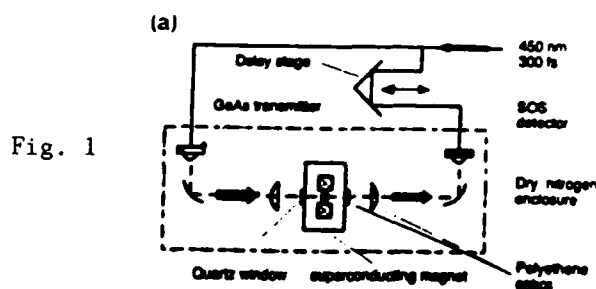 (a)
450 nm
300 fs
Delay stage
GaAs transmitter
SOS
detector
Fig. 1
Dry nitrogen
enclosure
Quartz window
superconducting magnet
Polyethene
optics